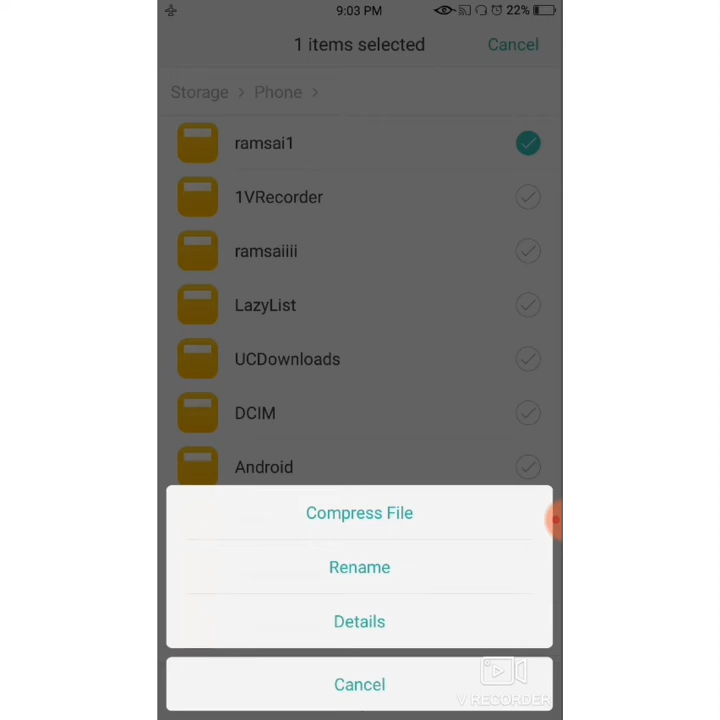 9:03 PM 22%
1 items selected Cancel
Storage > Phone >
ramsai1
1VRecorder
ramsaiiii
LazyList
UCDownloads
DCIM
Android
Compress File
Rename
Details
Cancel
V RECORDER